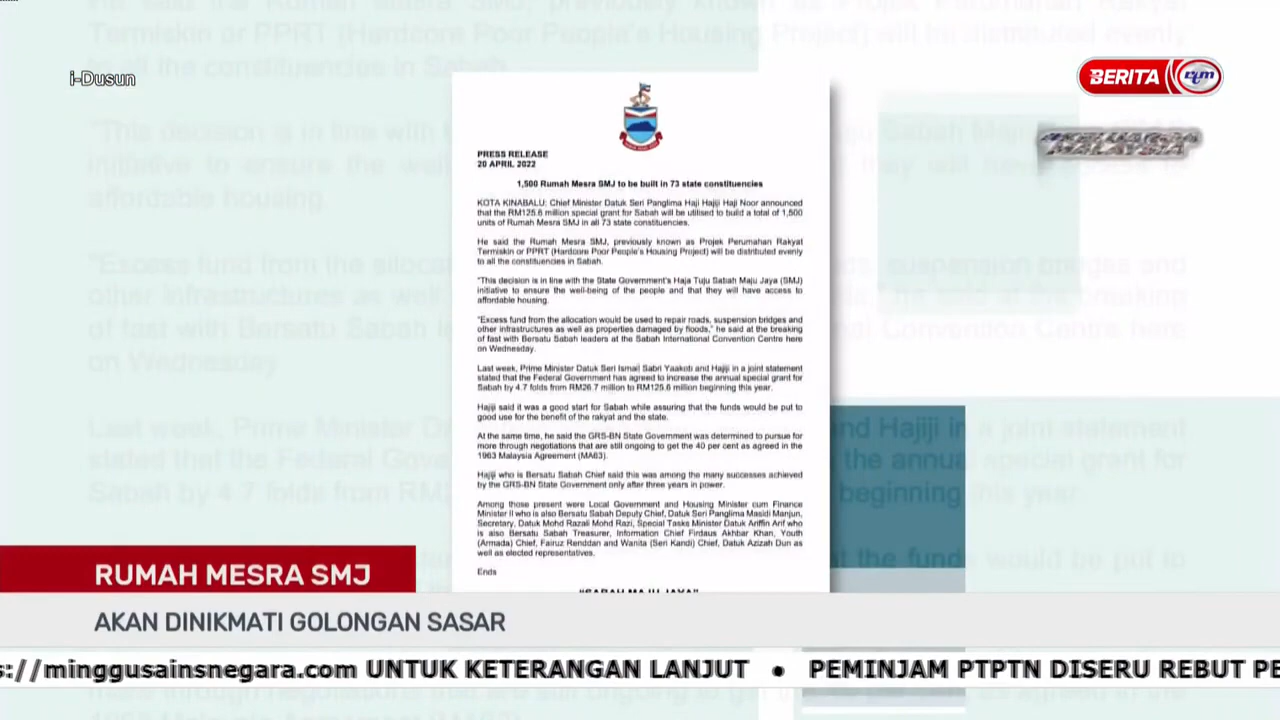 i-Dusun
BERITA rtm
MALAYSIA
PRESS RELEASE
20 APRIL 2022
1,500 Rumah Mesra SMJ to be built in 73 state constituencies
KOTA KINABALU: Chief Minister Datuk Seri Panglima Haji Hajiji Haji Noor announced
that the RM125.6 million special grant for Sabah will be utilised to build a total of 1,500
units of Rumah Mesra SMJ in all 73 state constituencies.
He said the Rumah Mesra SMJ, previously known as Projek Perumahan Rakyat
Termiskin or PPRT (Hardcore Poor People's Housing Project) will be distributed evenly
to all the constituencies in Sabah.
"This decision is in line with the State Government's Haja Tuju Sabah Maju Jaya (SMJ)
initiative to ensure the well-being of the people and that they will have access to
affordable housing.
"Excess fund from the allocation would be used to repair roads, suspension bridges and
other infrastructures as well as properties damaged by floods," he said at the breaking
of fast with Bersatu Sabah leaders at the Sabah International Convention Centre here
on Wednesday.
Last week, Prime Minister Datuk Seri Ismail Sabri Yaakob and Hajiji in a joint statement
stated that the Federal Government has agreed to increase the annual special grant for
Sabah by 4.7 folds from RM26.7 million to RM125.6 million beginning this year.
Hajiji said it was a good start for Sabah while assuring that the funds would be put to
good use for the benefit of the rakyat and the state.
At the same time, he said the GRS-BN State Government was determined to pursue for
more through negotiations that are still ongoing to get the 40 per cent as agreed in the
1963 Malaysia Agreement (MA63).
Hajiji who is Bersatu Sabah Chief said this was among the many successes achieved
by the GRS-BN State Government only after three years in power.
Among those present were Local Government and Housing Minister cum Finance
Minister II who is also Bersatu Sabah Deputy Chief, Datuk Seri Panglima Masidi Manjun,
Secretary, Datuk Mohd Razali Mohd Razi, Special Tasks Minister Datuk Ariffin Arif who
is also Bersatu Sabah Treasurer, Information Chief Firdaus Akhbar Khan, Youth
(Armada) Chief, Fairuz Renddan and Wanita (Seri Kandi) Chief, Datuk Azizah Dun as
well as elected representatives.
Ends
"SABAH MAJU JAYA"
RUMAH MESRA SMJ
AKAN DINIKMATI GOLONGAN SASAR
s://minggusainsnegara.com UNTUK KETERANGAN LANJUT • PEMINJAM PTPTN DISERU REBUT PE